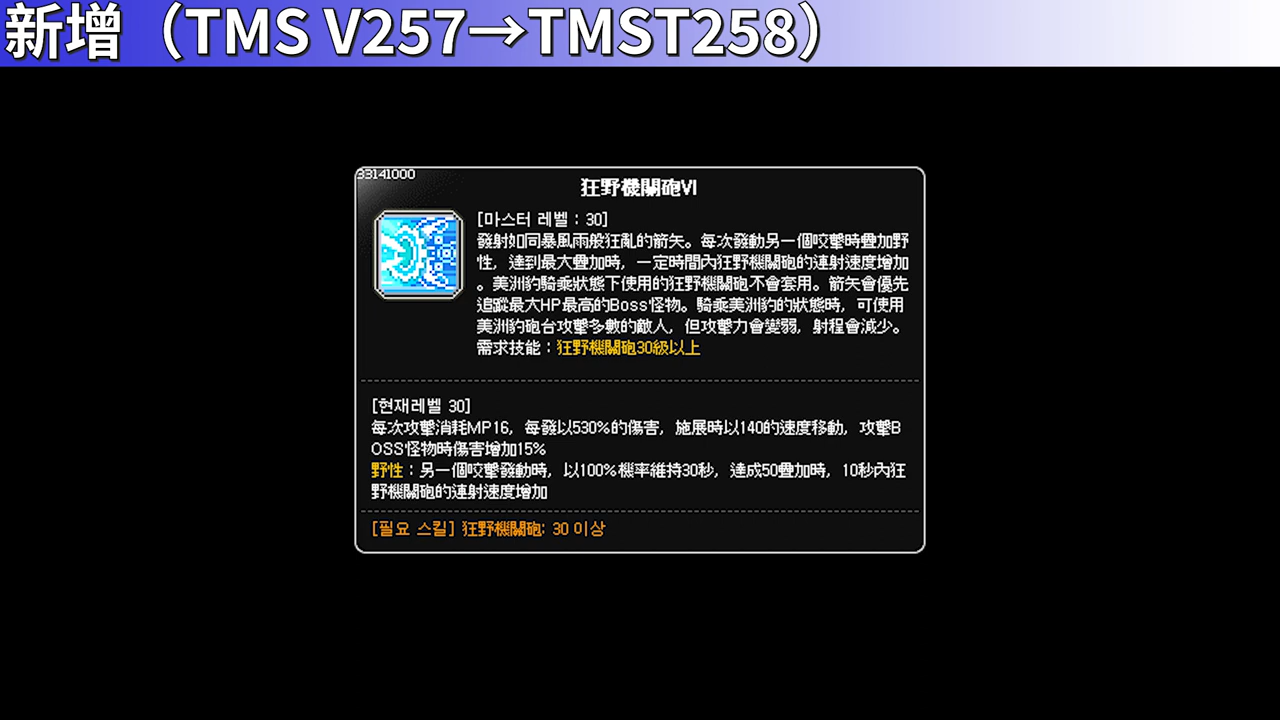 新增（TMS V257→TMST258）
33141000
狂野機關砲VI
[마스터 레벨 : 30]
發射如同暴風雨般狂亂的箭矢。每次發動另一個咬擊時疊加野
性，達到最大疊加時，一定時間內狂野機關砲的連射速度增加
。美洲豹騎乘狀態下使用的狂野機關砲不會套用。箭矢會優先
追蹤最大HP最高的Boss怪物。騎乘美洲豹的狀態時，可使用
美洲豹砲台攻擊多數的敵人，但攻擊力會變弱，射程會減少。
需求技能：狂野機關砲30級以上
[현재레벨 30]
每次攻擊消耗MP16，每發以530%的傷害，施展時以140的速度移動，攻擊B
OSS怪物時傷害增加15%
野性：另一個咬擊發動時，以100%機率維持30秒，達成50疊加時，10秒內狂
野機關砲的連射速度增加
[필요 스킬] 狂野機關砲: 30 이상